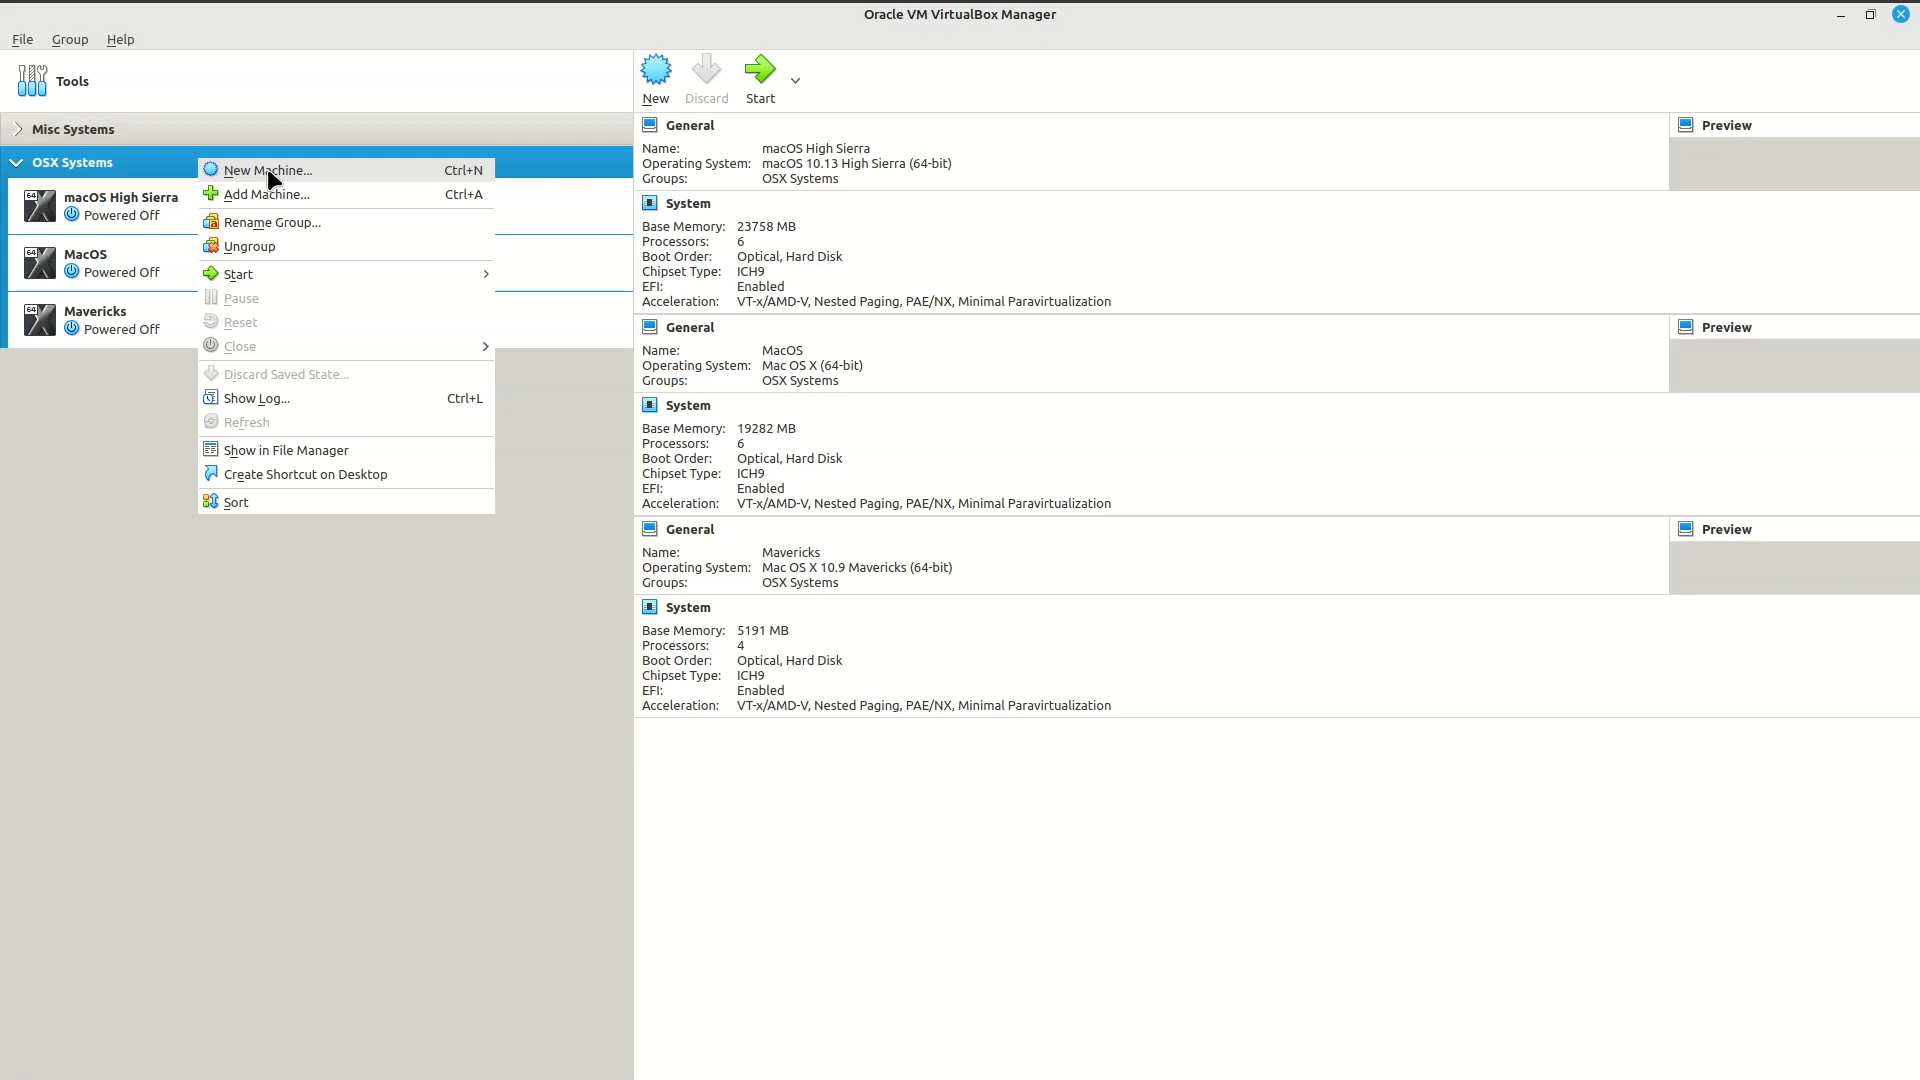 Oracle VM VirtualBox Manager
File Group Help
Tools
New Discard Start
Misc Systems
OSX Systems
64
macOS High Sierra
Powered Off
64
MacOS
Powered Off
64
Mavericks
Powered Off
New Machine... Ctrl+N
Add Machine... Ctrl+A
Rename Group...
Ungroup
Start
Pause
Reset
Close
Discard Saved State...
Show Log... Ctrl+L
Refresh
Show in File Manager
Create Shortcut on Desktop
Sort
General
Name: macOS High Sierra
Operating System: macOS 10.13 High Sierra (64-bit)
Groups: OSX Systems
Preview
System
Base Memory: 23758 MB
Processors: 6
Boot Order: Optical, Hard Disk
Chipset Type: ICH9
EFI: Enabled
Acceleration: VT-x/AMD-V, Nested Paging, PAE/NX, Minimal Paravirtualization
General
Name: MacOS
Operating System: Mac OS X (64-bit)
Groups: OSX Systems
Preview
System
Base Memory: 19282 MB
Processors: 6
Boot Order: Optical, Hard Disk
Chipset Type: ICH9
EFI: Enabled
Acceleration: VT-x/AMD-V, Nested Paging, PAE/NX, Minimal Paravirtualization
General
Name: Mavericks
Operating System: Mac OS X 10.9 Mavericks (64-bit)
Groups: OSX Systems
Preview
System
Base Memory: 5191 MB
Processors: 4
Boot Order: Optical, Hard Disk
Chipset Type: ICH9
EFI: Enabled
Acceleration: VT-x/AMD-V, Nested Paging, PAE/NX, Minimal Paravirtualization